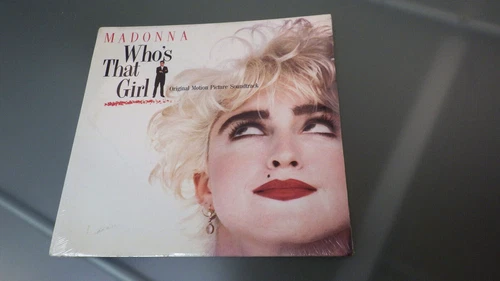 MADONNA
Who's
That
Girl
Original Motion Picture Soundtrack